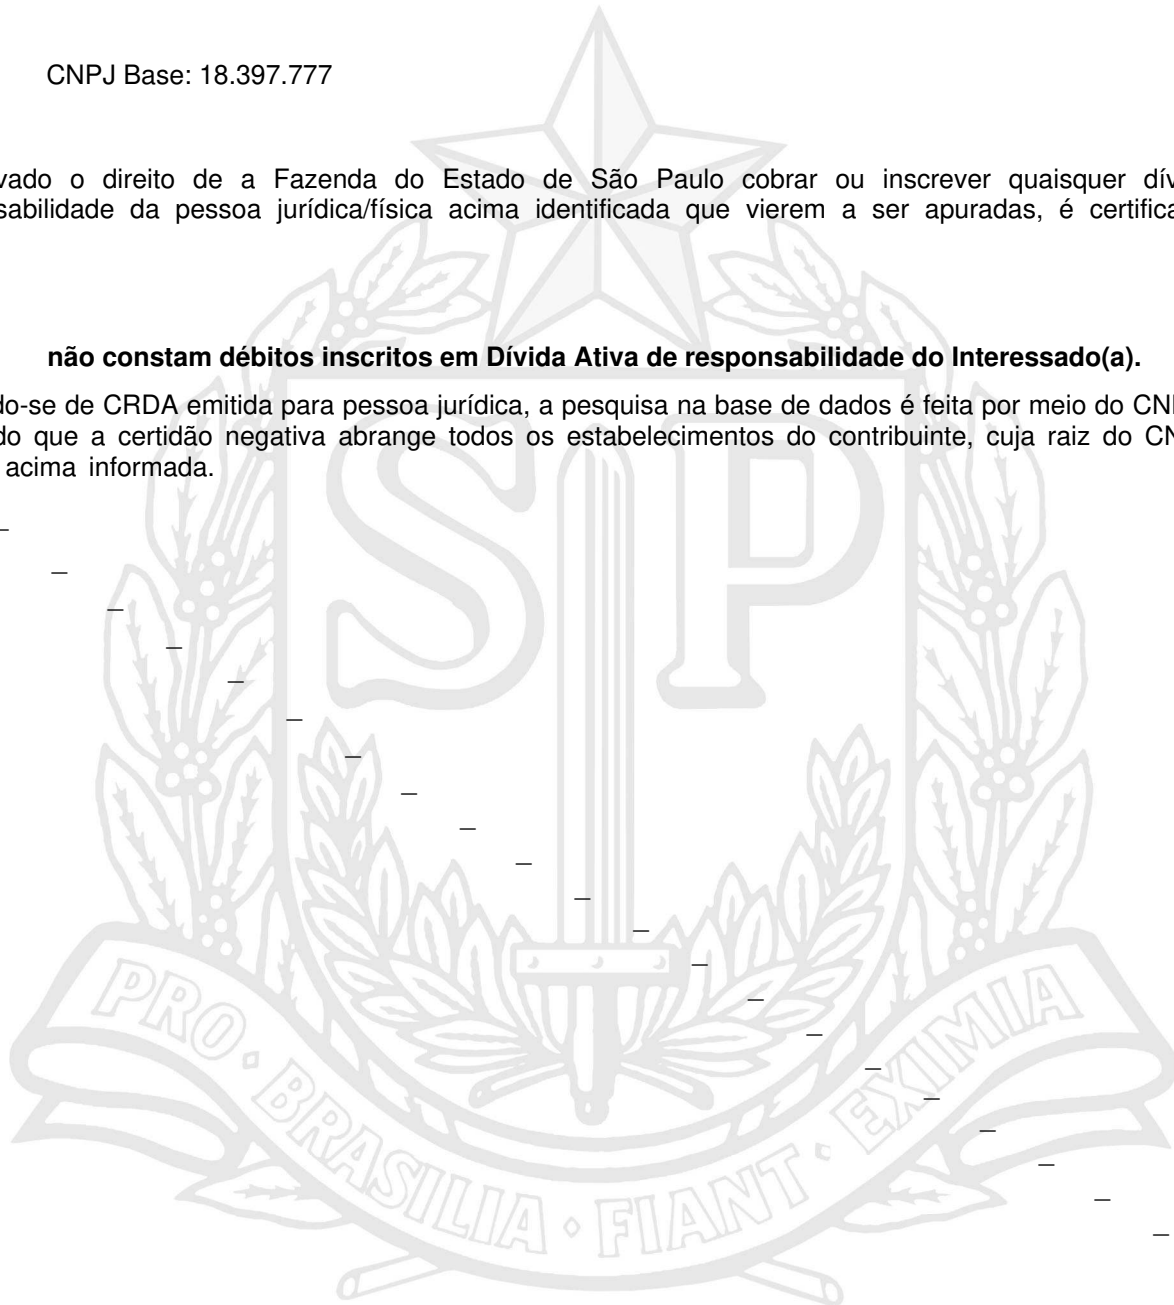 CNPJ Base: 18.397.777
vado o direito de a Fazenda do Estado de São Paulo cobrar ou inscrever quaisquer dív
sabilidade da pessoa jurídica/física acima identificada que vierem a ser apuradas, é certifica
não constam débitos inscritos em Dívida Ativa de responsabilidade do Interessado(a).
do-se de CRDA emitida para pessoa jurídica, a pesquisa na base de dados é feita por meio do CN
do que a certidão negativa abrange todos os estabelecimentos do contribuinte, cuja raiz do CN
acima informada.
SP
PRO • BRASILIA • FIANT • EXIMIA